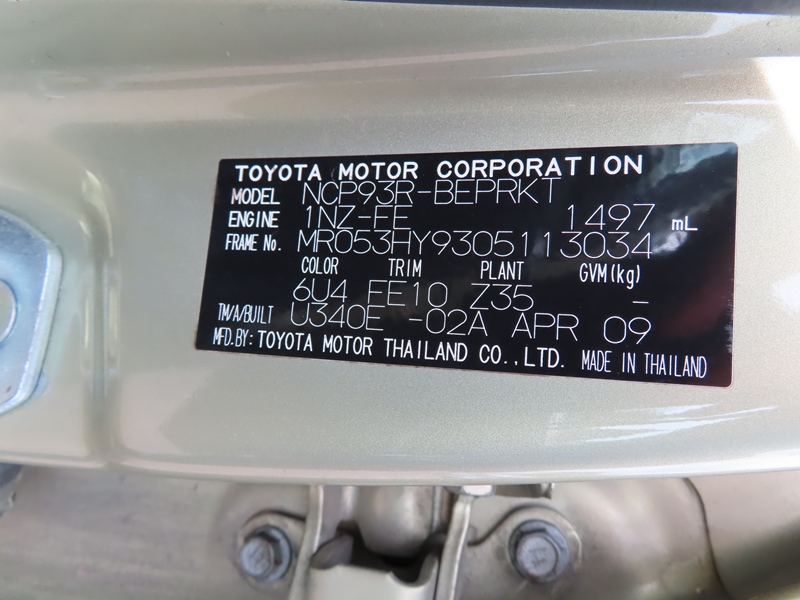 TOYOTA MOTOR CORPORATION
MODEL NCP93R-BEPRKT
ENGINE 1NZ-FE 1497 mL
FRAME No. MR053HY9305113034
COLOR TRIM PLANT GVM(kg)
6U4 FE10 Z35 -
TM/A/BUILT U340E -02A APR 09
MFD.BY: TOYOTA MOTOR THAILAND CO.,LTD. MADE IN THAILAND